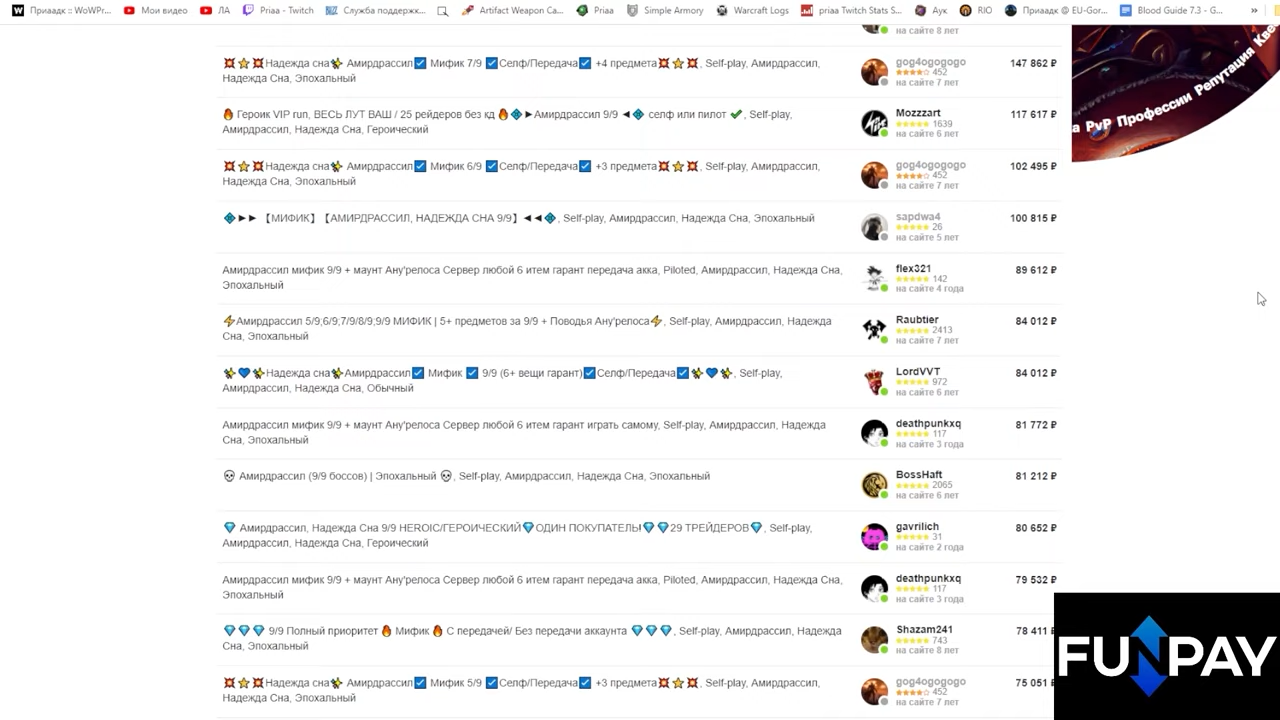 Приаадк :: WoWPr...
Мои видео
ЛА
Priaa - Twitch
Служба поддержк...
Artifact Weapon Ca...
Priaa
Simple Armory
Warcraft Logs
priaa Twitch Stats S...
Аук
RIO
Приаадк @ EU-Gor...
Blood Guide 7.3 - G...
»
на сайте 8 лет
💥⭐💥Надежда сна✨ Амирдрассил☑ Мифик 7/9 ☑Селф/Передача☑ +4 предмета💥⭐💥, Self-play, Амирдрассил,
Надежда Сна, Эпохальный
gog4ogogogo
452
на сайте 7 лет
147 862 ₽
🔥 Героик VIP run, ВЕСЬ ЛУТ ВАШ / 25 рейдеров без кд 🔥💠►Амирдрассил 9/9 ◄💠 селф или пилот ✔, Self-play,
Амирдрассил, Надежда Сна, Героический
Mozzzart
1639
на сайте 6 лет
117 617 ₽
💥⭐💥Надежда сна✨ Амирдрассил☑ Мифик 6/9 ☑Селф/Передача☑ +3 предмета💥⭐💥, Self-play, Амирдрассил,
Надежда Сна, Эпохальный
gog4ogogogo
452
на сайте 7 лет
102 495 ₽
💠►► 【МИФИК】【АМИРДРАССИЛ, НАДЕЖДА СНА 9/9】◄◄💠, Self-play, Амирдрассил, Надежда Сна, Эпохальный
sapdwa4
26
на сайте 5 лет
100 815 ₽
Амирдрассил мифик 9/9 + маунт Ану'релоса Сервер любой 6 итем гарант передача акка, Piloted, Амирдрассил, Надежда Сна,
Эпохальный
flex321
142
на сайте 4 года
89 612 ₽
⚡Амирдрассил 5/9;6/9;7/9/8/9;9/9 МИФИК | 5+ предметов за 9/9 + Поводья Ану'релоса⚡, Self-play, Амирдрассил, Надежда
Сна, Эпохальный
Raubtier
2413
на сайте 7 лет
84 012 ₽
✨💙✨Надежда сна✨Амирдрассил☑ Мифик ☑ 9/9 (6+ вещи гарант)☑Селф/Передача☑✨💙✨, Self-play,
Амирдрассил, Надежда Сна, Обычный
LordVVT
972
на сайте 6 лет
84 012 ₽
Амирдрассил мифик 9/9 + маунт Ану'релоса Сервер любой 6 итем гарант играть самому, Self-play, Амирдрассил, Надежда
Сна, Эпохальный
deathpunkxq
117
на сайте 3 года
81 772 ₽
💀 Амирдрассил (9/9 боссов) | Эпохальный 💀, Self-play, Амирдрассил, Надежда Сна, Эпохальный
BossHaft
2065
на сайте 6 лет
81 212 ₽
💎 Амирдрассил, Надежда Сна 9/9 HEROIC/ГЕРОИЧЕСКИЙ💎ОДИН ПОКУПАТЕЛЬ!💎 💎29 ТРЕЙДЕРОВ💎, Self-play,
Амирдрассил, Надежда Сна, Героический
gavrilich
31
на сайте 2 года
80 652 ₽
Амирдрассил мифик 9/9 + маунт Ану'релоса Сервер любой 6 итем гарант передача акка, Piloted, Амирдрассил, Надежда Сна,
Эпохальный
deathpunkxq
117
на сайте 3 года
79 532 ₽
💎💎💎 9/9 Полный приоритет 🔥 Мифик 🔥 С передачей/ Без передачи аккаунта 💎💎💎, Self-play, Амирдрассил, Надежда
Сна, Эпохальный
Shazam241
743
на сайте 8 лет
78 411 ₽
💥⭐💥Надежда сна✨ Амирдрассил☑ Мифик 5/9 ☑Селф/Передача☑ +3 предмета💥⭐💥, Self-play, Амирдрассил,
Надежда Сна, Эпохальный
gog4ogogogo
452
на сайте 7 лет
75 051 ₽
а PvP Профессии Репутация Кве
FUNPAY